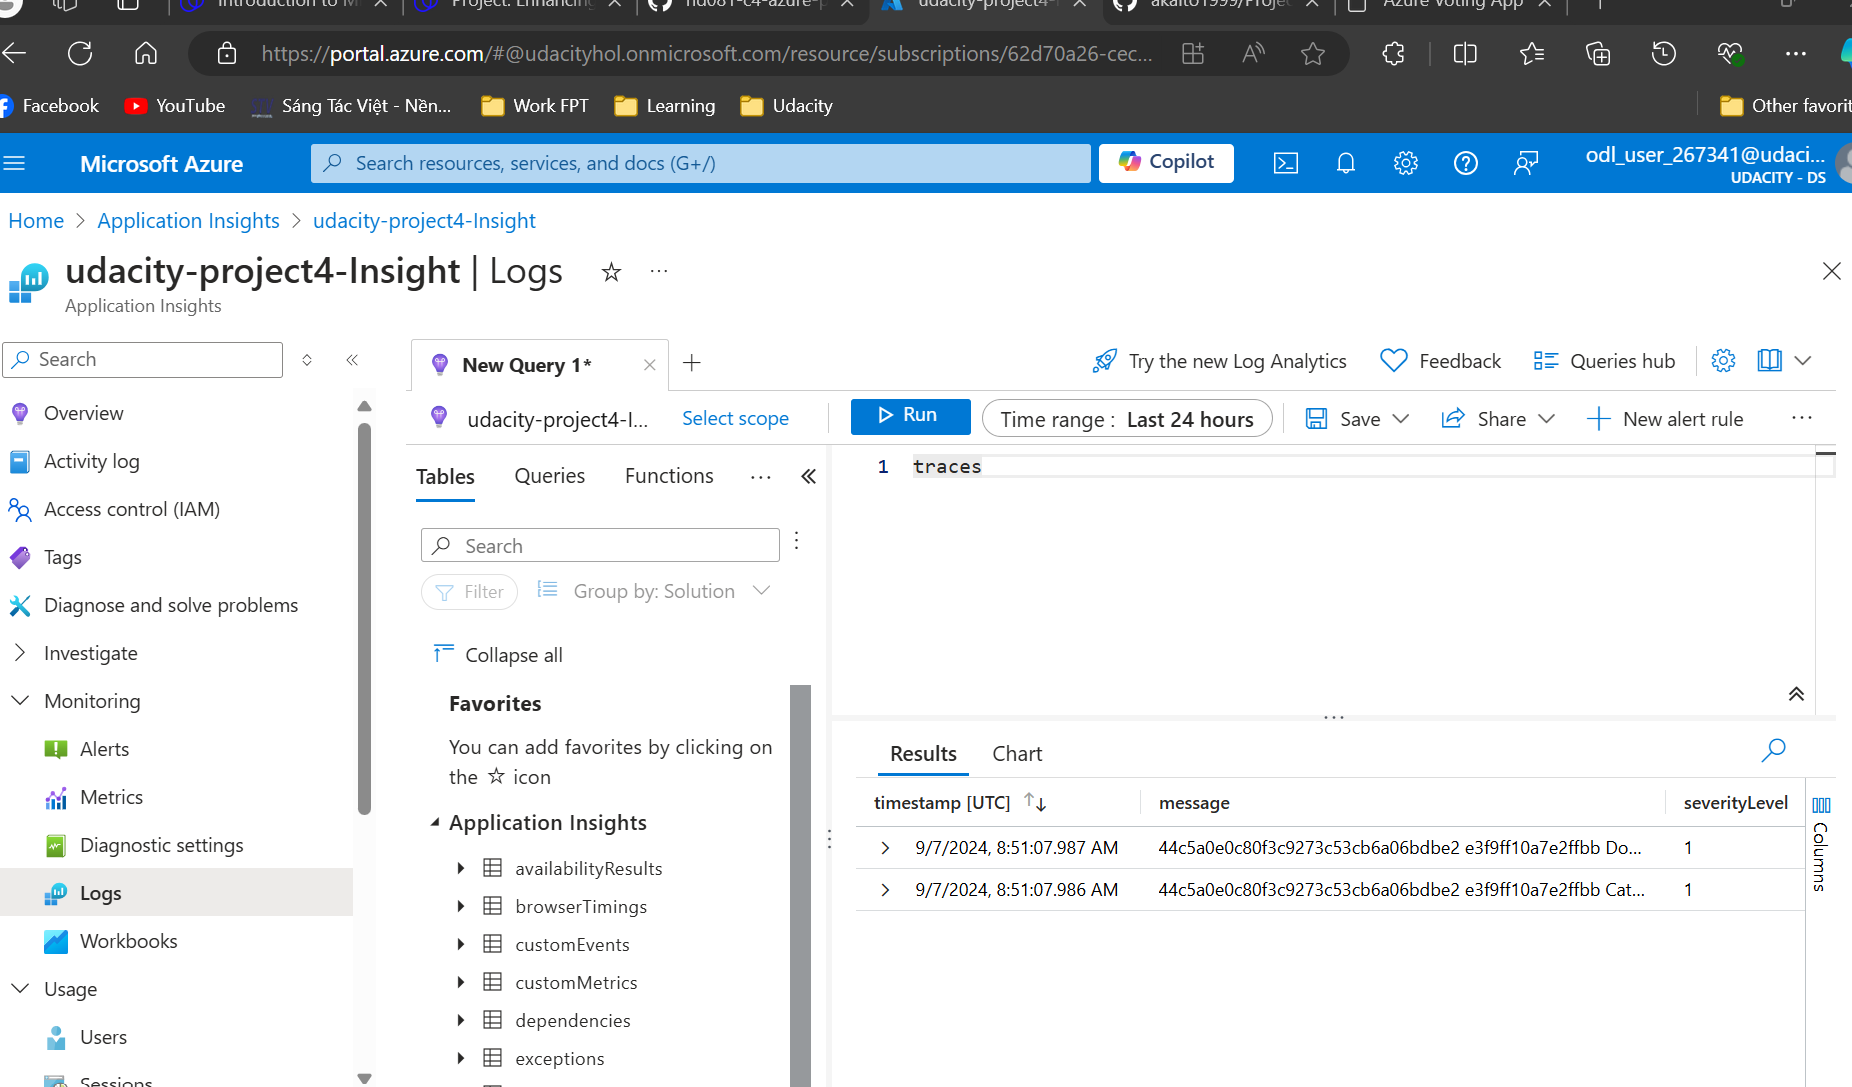 Introduction to M
Project: Enhancing
nd081-c4-azure-p
udacity-project4-I
akaito1999/Projec
Azure Voting App
https://portal.azure.com/#@udacityhol.onmicrosoft.com/resource/subscriptions/62d70a26-cec...
Facebook
YouTube
Sáng Tác Việt - Nền...
Work FPT
Learning
Udacity
Other favorit
Microsoft Azure
Search resources, services, and docs (G+/)
Copilot
odl_user_267341@udaci...
UDACITY - DS
Home > Application Insights > udacity-project4-Insight
udacity-project4-Insight | Logs
Application Insights
Search
Overview
Activity log
Access control (IAM)
Tags
Diagnose and solve problems
Investigate
Monitoring
Alerts
Metrics
Diagnostic settings
Logs
Workbooks
Usage
Users
Sessions
New Query 1*
Try the new Log Analytics
Feedback
Queries hub
udacity-project4-I...
Select scope
Run
Time range : Last 24 hours
Save
Share
New alert rule
Tables
Queries
Functions
Search
Filter
Group by: Solution
Collapse all
Favorites
You can add favorites by clicking on
the ☆ icon
Application Insights
availabilityResults
browserTimings
customEvents
customMetrics
dependencies
exceptions
1 traces
Results
Chart
timestamp [UTC] message severityLevel
9/7/2024, 8:51:07.987 AM 44c5a0e0c80f3c9273c53cb6a06bdbe2 e3f9ff10a7e2ffbb Do... 1
9/7/2024, 8:51:07.986 AM 44c5a0e0c80f3c9273c53cb6a06bdbe2 e3f9ff10a7e2ffbb Cat... 1
Columns